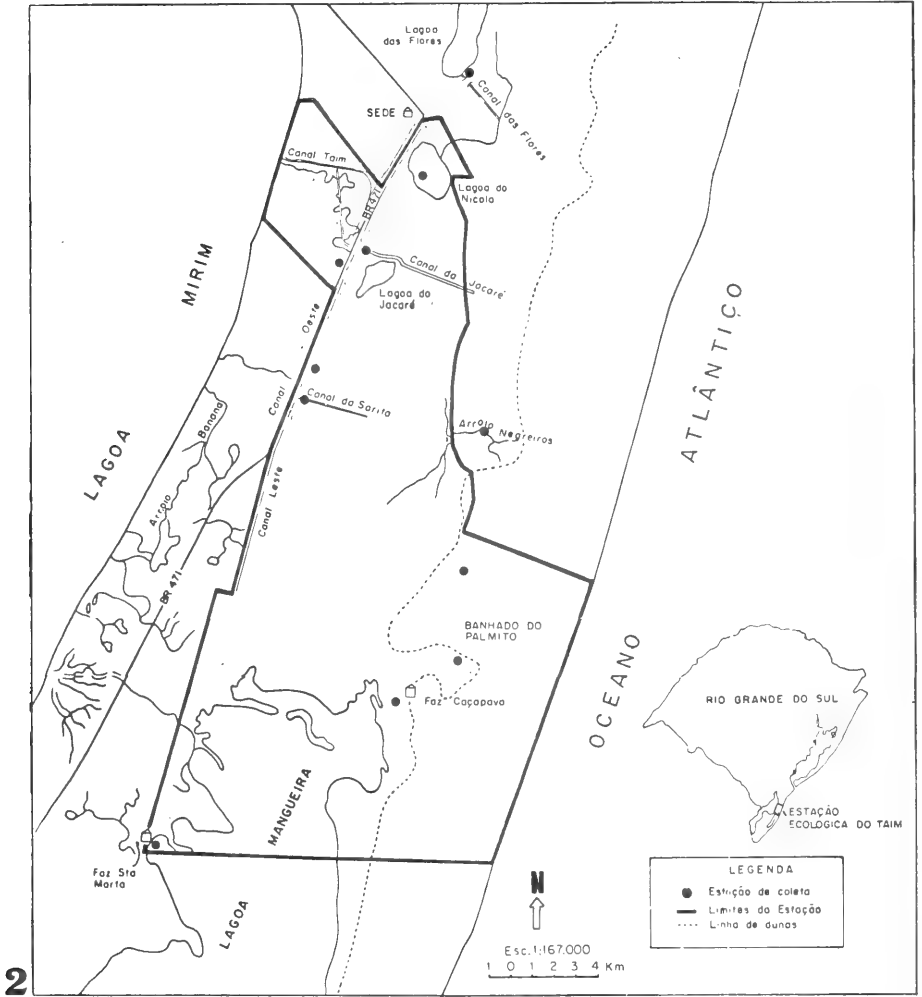 Lagoa
das Flores
Canal das Flores
SEDE
Canal Taim
BR 471
Lagoa do
Nicola
Canal da Jacaré
Lagoa do
Jacaré
MIRIM
LAGOA
Canal Oeste
Canal da Sarita
Arroio Negreiros
ATLÂNTIÇO
OCEANO
Arroio Banana
Canal Leste
BR 471
BANHADO DO
PALMITO
Faz Caçapava
MANGUEIRA
LAGOA
Faz Sta
Marta
RIO GRANDE DO SUL
ESTAÇÃO
ECOLOGICA DO TAIM
N
Esc. 1:167.000
1 0 1 2 3 4 Km
LEGENDA
Estação de coleta
Limites da Estação
Linha de dunas
2